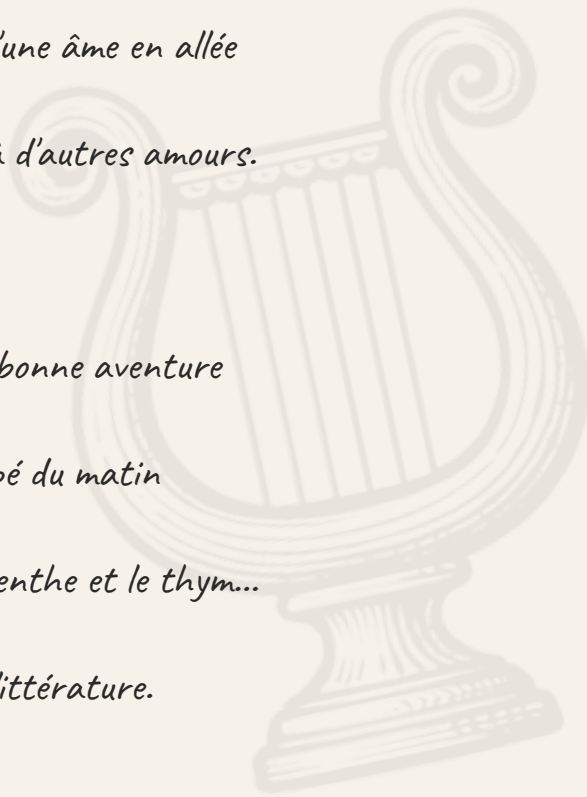 'une âme en allée
à d'autres amours.
bonne aventure
pé du matin
enthe et le thym...
ittérature.